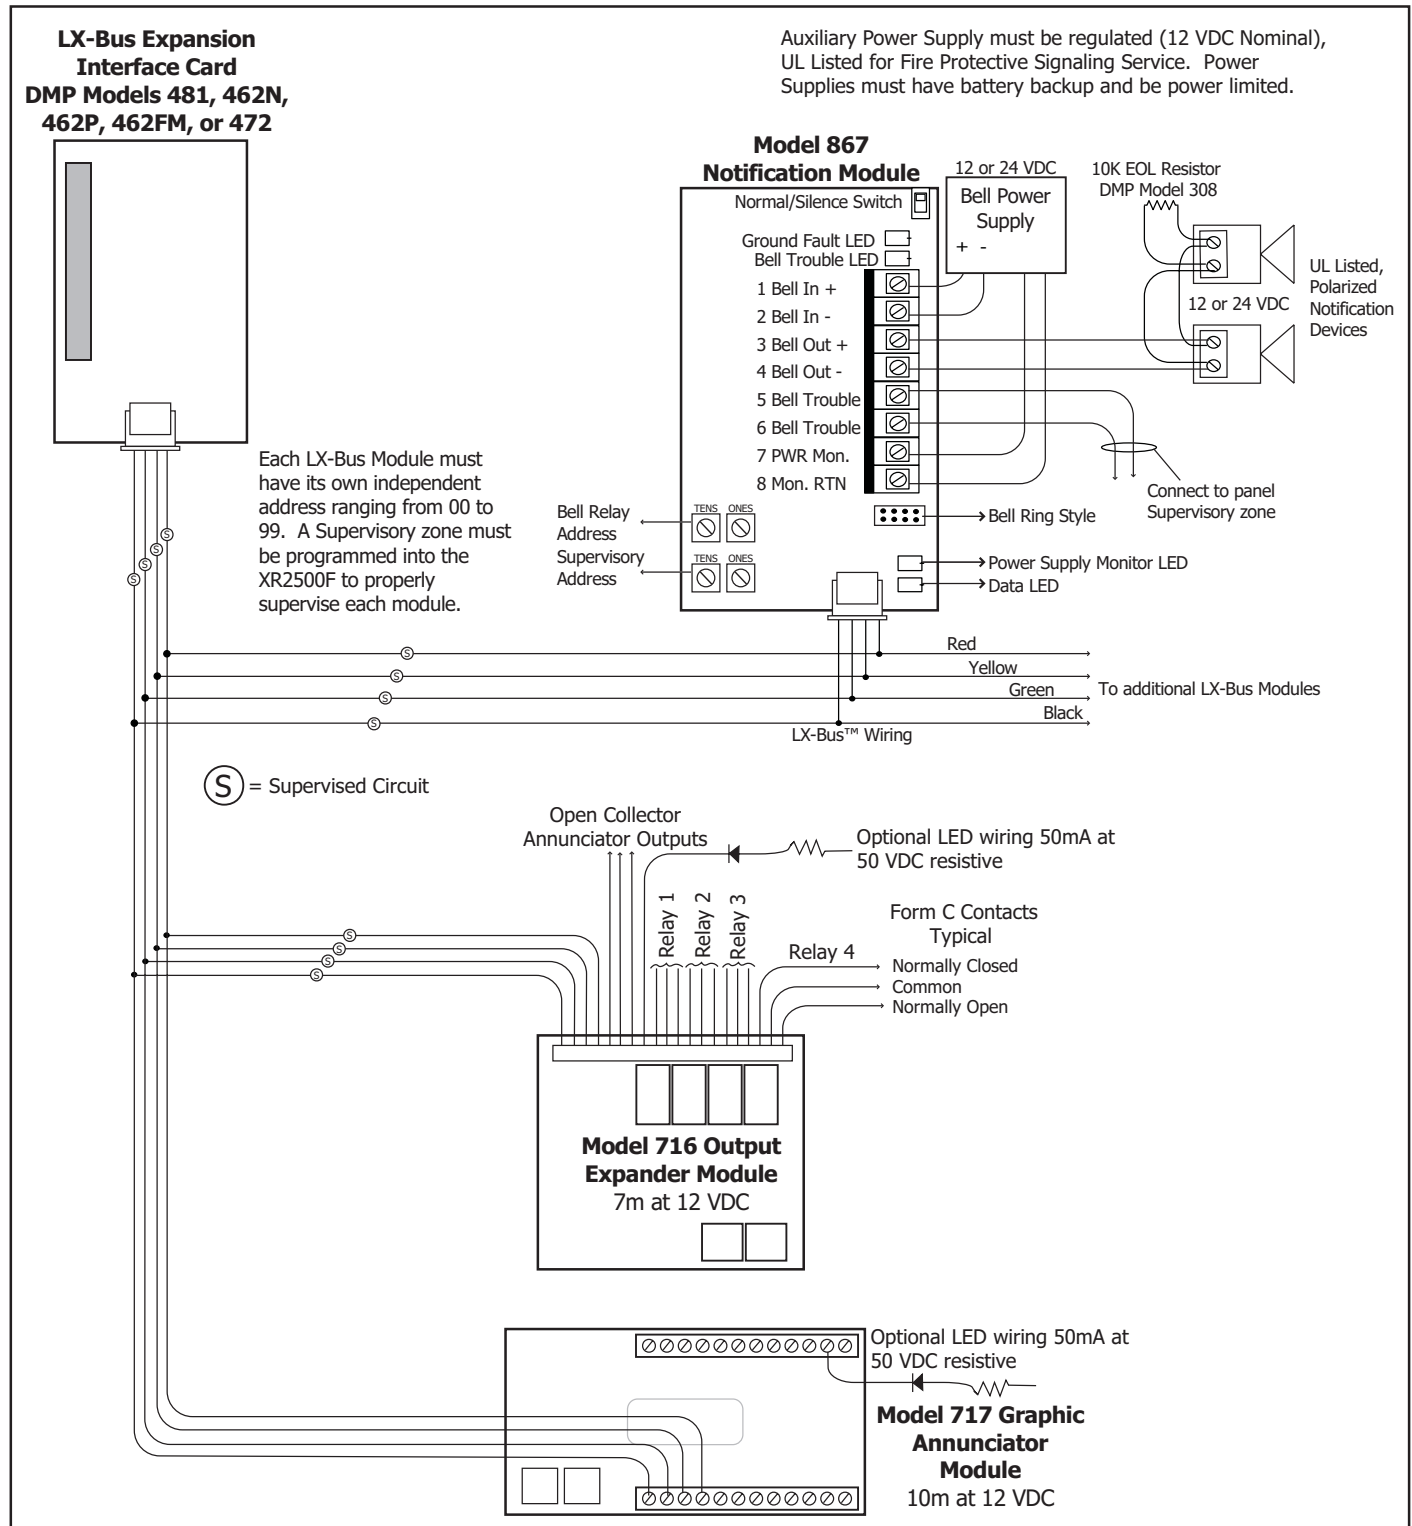 LX-Bus Expansion
Interface Card
DMP Models 481, 462N,
462P, 462FM, or 472
Auxiliary Power Supply must be regulated (12 VDC Nominal),
UL Listed for Fire Protective Signaling Service.  Power
Supplies must have battery backup and be power limited.
Model 867
Notification Module
Normal/Silence Switch
Ground Fault LED
Bell Trouble LED
1 Bell In +
2 Bell In -
3 Bell Out +
4 Bell Out -
5 Bell Trouble
6 Bell Trouble
7 PWR Mon.
8 Mon. RTN
12 or 24 VDC
Bell Power
Supply
+ -
10K EOL Resistor
DMP Model 308
12 or 24 VDC
UL Listed,
Polarized
Notification
Devices
Connect to panel
Supervisory zone
Each LX-Bus Module must
have its own independent
address ranging from 00 to
99.  A Supervisory zone must
be programmed into the
XR2500F to properly
supervise each module.
Bell Relay
Address
TENS ONES
Supervisory
Address
TENS ONES
Bell Ring Style
Power Supply Monitor LED
Data LED
S
S
S
S
S
Red
S
Yellow
S
Green
S
Black
To additional LX-Bus Modules
LX-Bus™ Wiring
S = Supervised Circuit
Open Collector
Annunciator Outputs
Optional LED wiring 50mA at
50 VDC resistive
Relay 1
Relay 2
Relay 3
Relay 4
Form C Contacts
Typical
Normally Closed
Common
Normally Open
S
S
S
S
Model 716 Output
Expander Module
7m at 12 VDC
Optional LED wiring 50mA at
50 VDC resistive
Model 717 Graphic
Annunciator
Module
10m at 12 VDC